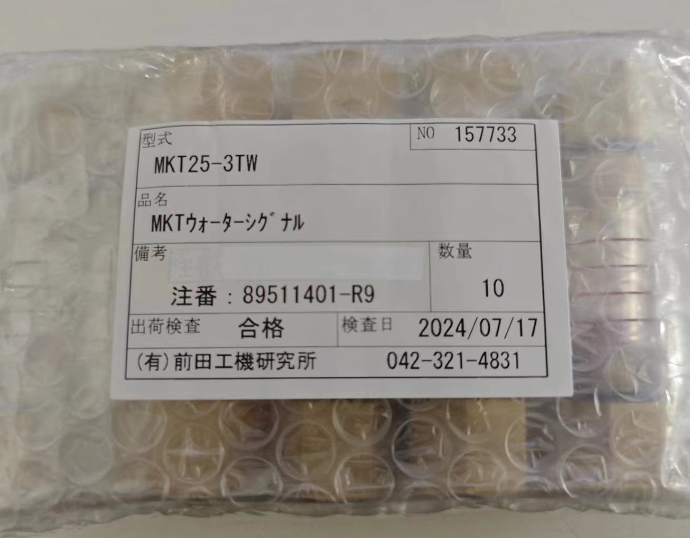 型式
NO 157733
MKT25-3TW
品名
MKTウォーターシグナル
備考
数量
注番：89511401-R9
10
出荷検査 合格 検査日 2024/07/17
(有)前田工機研究所 042-321-4831